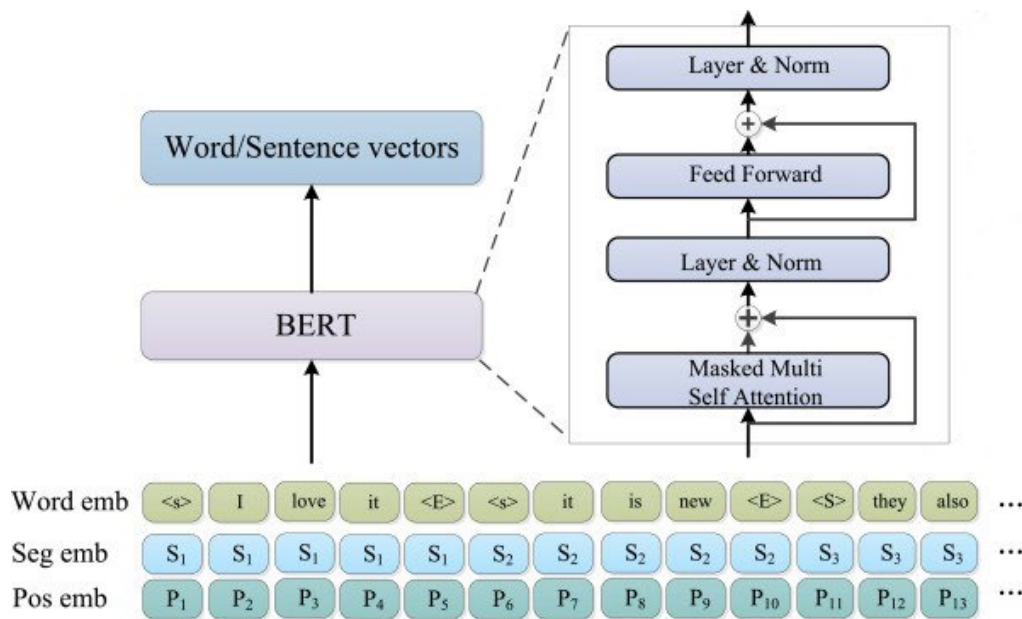 Layer & Norm
+
Feed Forward
Layer & Norm
+
Masked Multi
Self Attention
Word/Sentence vectors
BERT
Word emb <s> I love it <E> <s> it is new <E> <S> they also ...
Seg emb S₁ S₁ S₁ S₁ S₁ S₂ S₂ S₂ S₂ S₂ S₃ S₃ S₃ ...
Pos emb P₁ P₂ P₃ P₄ P₅ P₆ P₇ P₈ P₉ P₁₀ P₁₁ P₁₂ P₁₃ ...